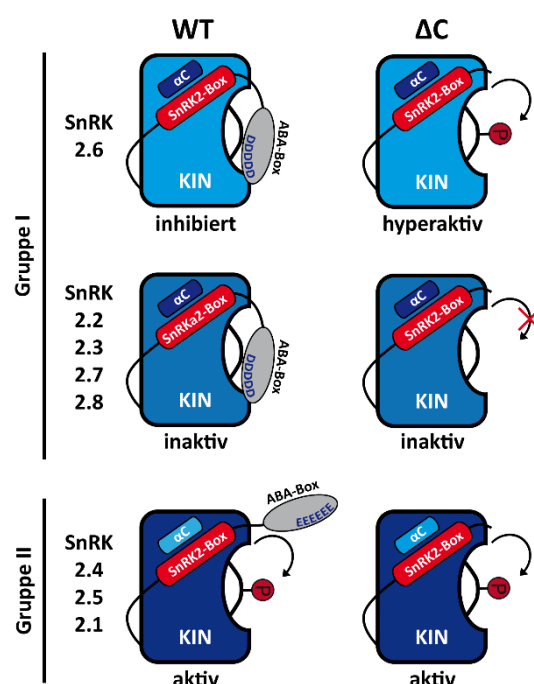 WT
ΔC
Gruppe I
SnRK
2.6
αC
SnRK2-Box
ABA-Box
DDDDD
KIN
inhibiert
αC
SnRK2-Box
P
KIN
hyperaktiv
SnRK
2.2
2.3
2.7
2.8
αC
SnRKa2-Box
ABA-Box
DDDDD
KIN
inaktiv
αC
SnRK2-Box
KIN
inaktiv
Gruppe II
SnRK
2.4
2.5
2.1
αC
SnRK2-Box
ABA-Box
EEEEEE
P
KIN
aktiv
αC
SnRK2-Box
P
KIN
aktiv